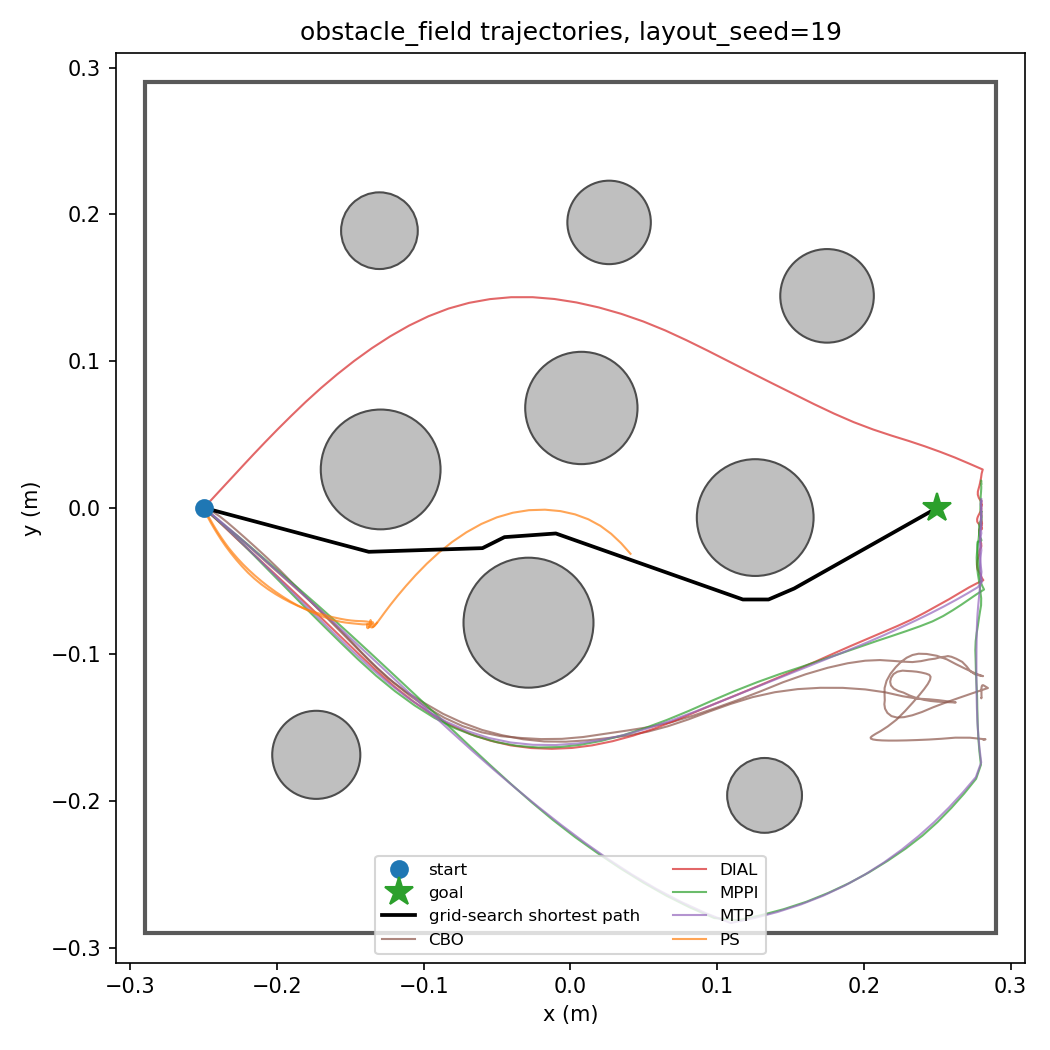 obstacle_field trajectories, layout_seed=19
y (m)
0.3
0.2
0.1
0.0
−0.1
−0.2
−0.3
start
goal
grid-search shortest path
CBO
DIAL
MPPI
MTP
PS
−0.3 −0.2 −0.1 0.0 0.1 0.2 0.3
x (m)